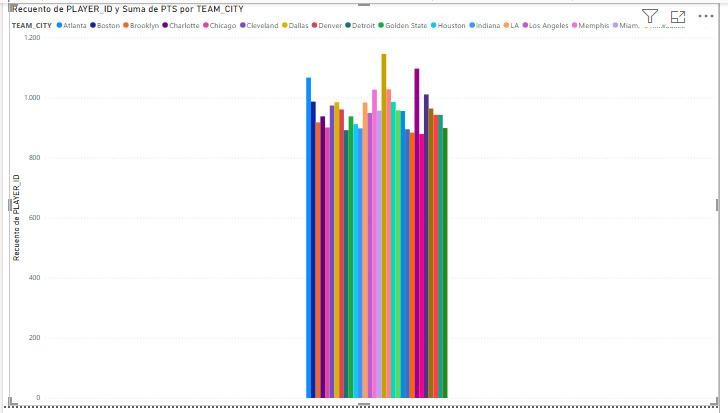 Recuento de PLAYER_ID y Suma de PTS por TEAM_CITY
TEAM_CITY Atlanta Boston Brooklyn Charlotte Chicago Cleveland Dallas Denver Detroit Golden State Houston Indiana LA Los Angeles Memphis Miam.
1.200
1.000
800
600
400
200
0
Recuento de PLAYER_ID